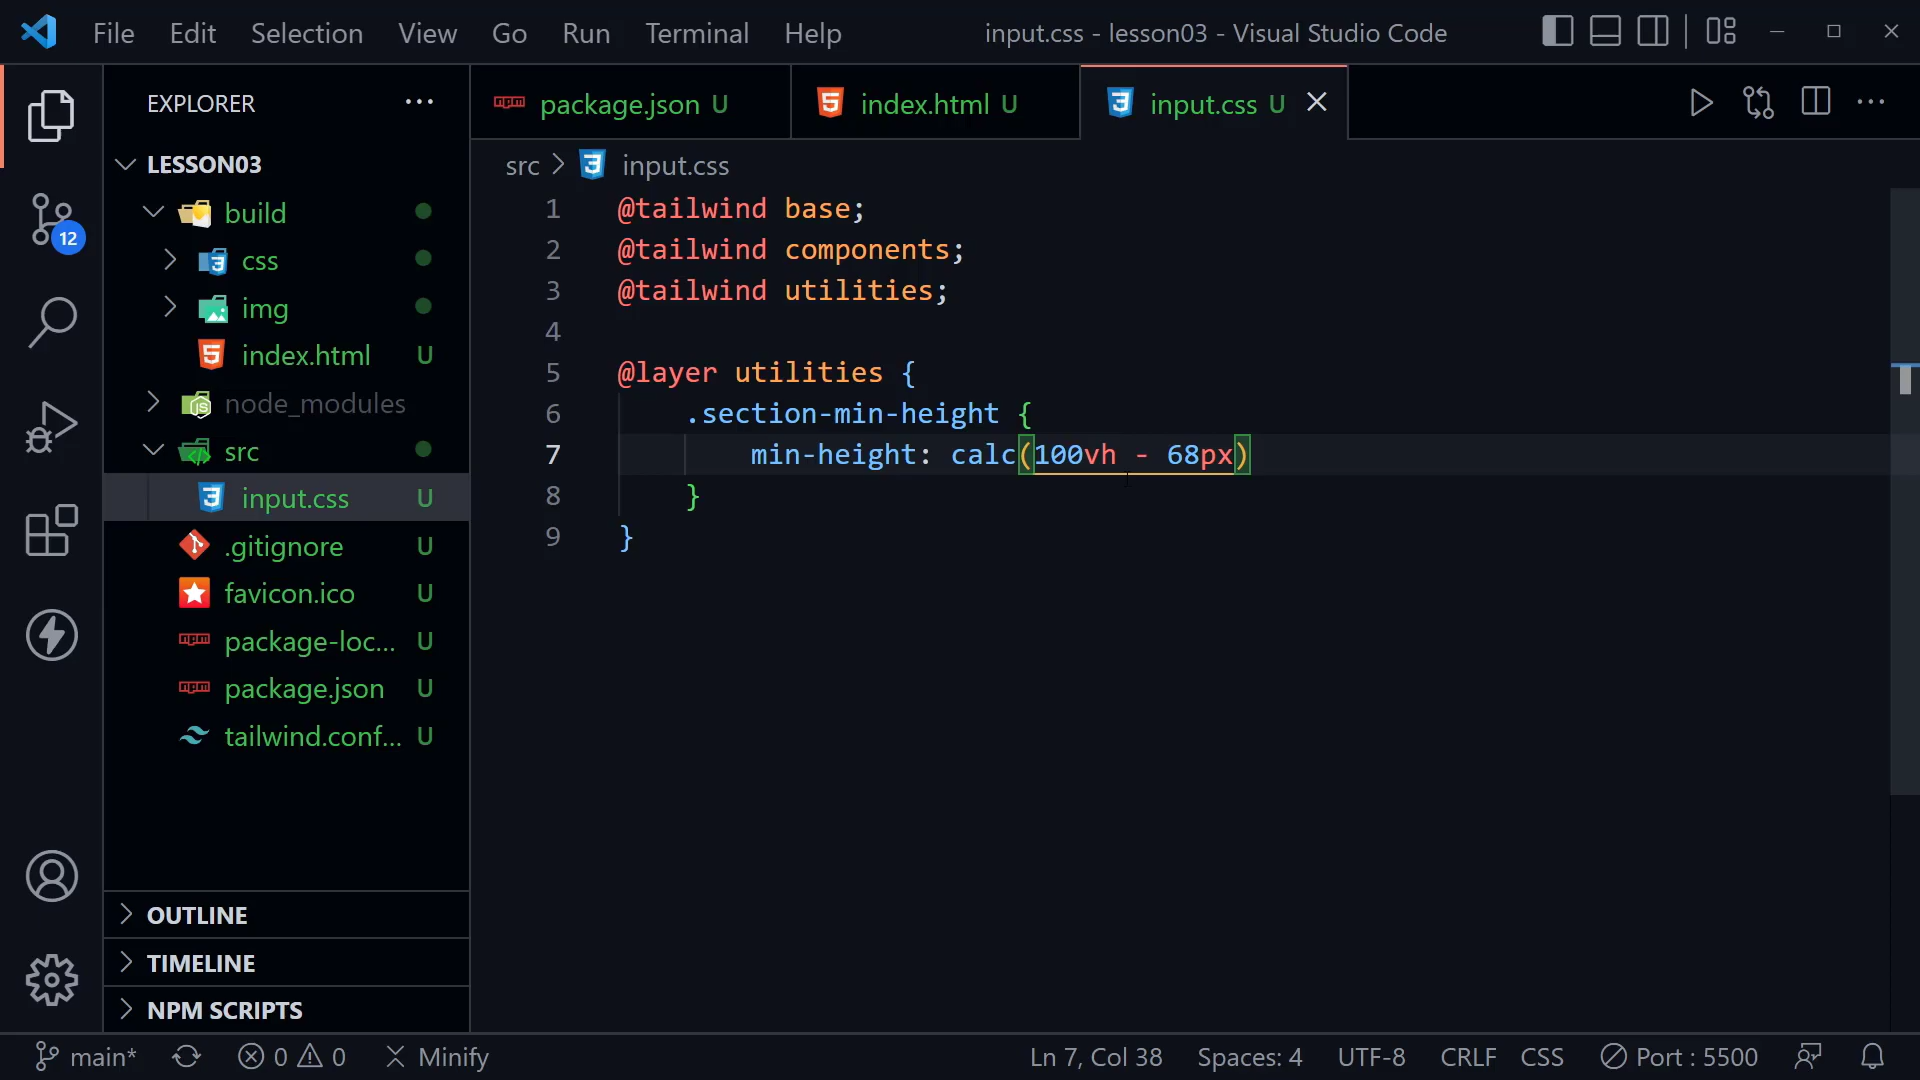 File Edit Selection View Go Run Terminal Help input.css - lesson03 - Visual Studio Code
EXPLORER
LESSON03
build
css
img
index.html U
node_modules
src
input.css U
.gitignore U
favicon.ico U
package-loc... U
package.json U
tailwind.conf... U
OUTLINE
TIMELINE
NPM SCRIPTS
12
package.json U index.html U input.css U
src > input.css
1 @tailwind base;
2 @tailwind components;
3 @tailwind utilities;
4
5 @layer utilities {
6 .section-min-height {
7 min-height: calc(100vh - 68px)
8 }
9 }
main* 0 0 Minify Ln 7, Col 38 Spaces: 4 UTF-8 CRLF CSS Port : 5500